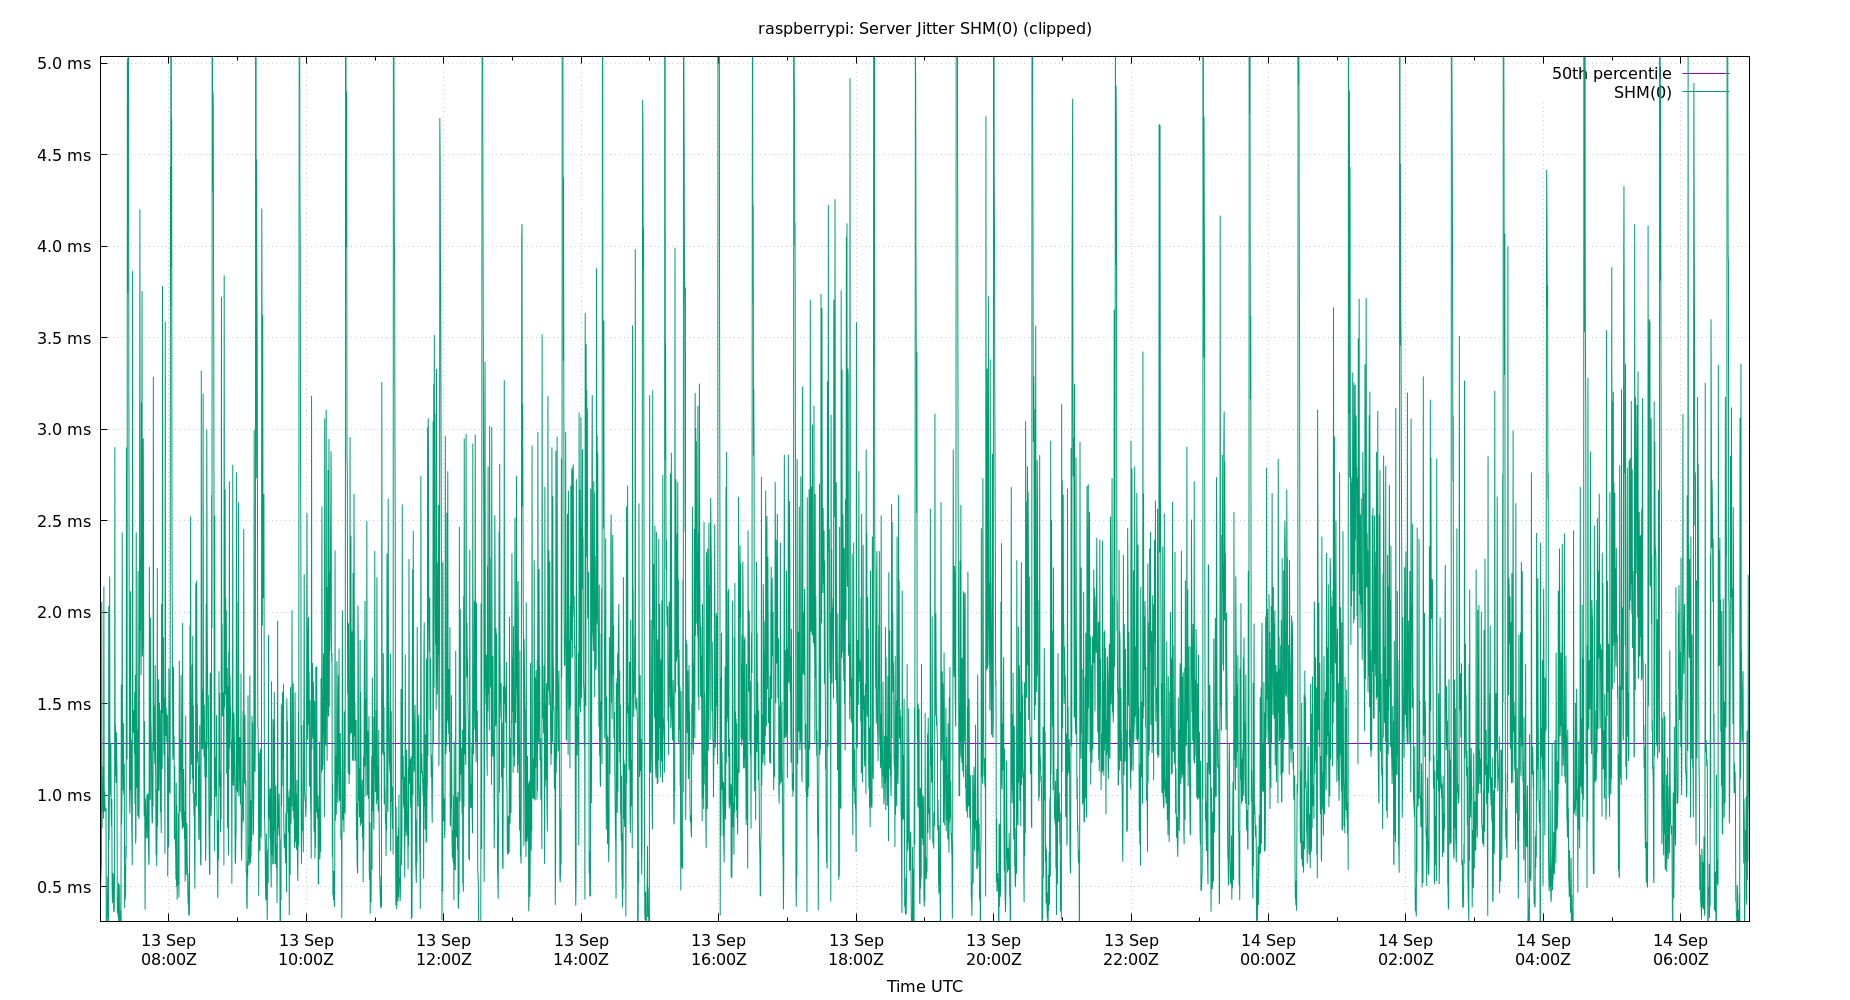 raspberrypi: Server Jitter SHM(0) (clipped)
5.0 ms
50th percentile
SHM(0)
4.5 ms
4.0 ms
3.5 ms
3.0 ms
2.5 ms
2.0 ms
1.5 ms
1.0 ms
0.5 ms
13 Sep 13 Sep 13 Sep 13 Sep 13 Sep 13 Sep 13 Sep 13 Sep 14 Sep 14 Sep 14 Sep 14 Sep
08:00Z 10:00Z 12:00Z 14:00Z 16:00Z 18:00Z 20:00Z 22:00Z 00:00Z 02:00Z 04:00Z 06:00Z
Time UTC